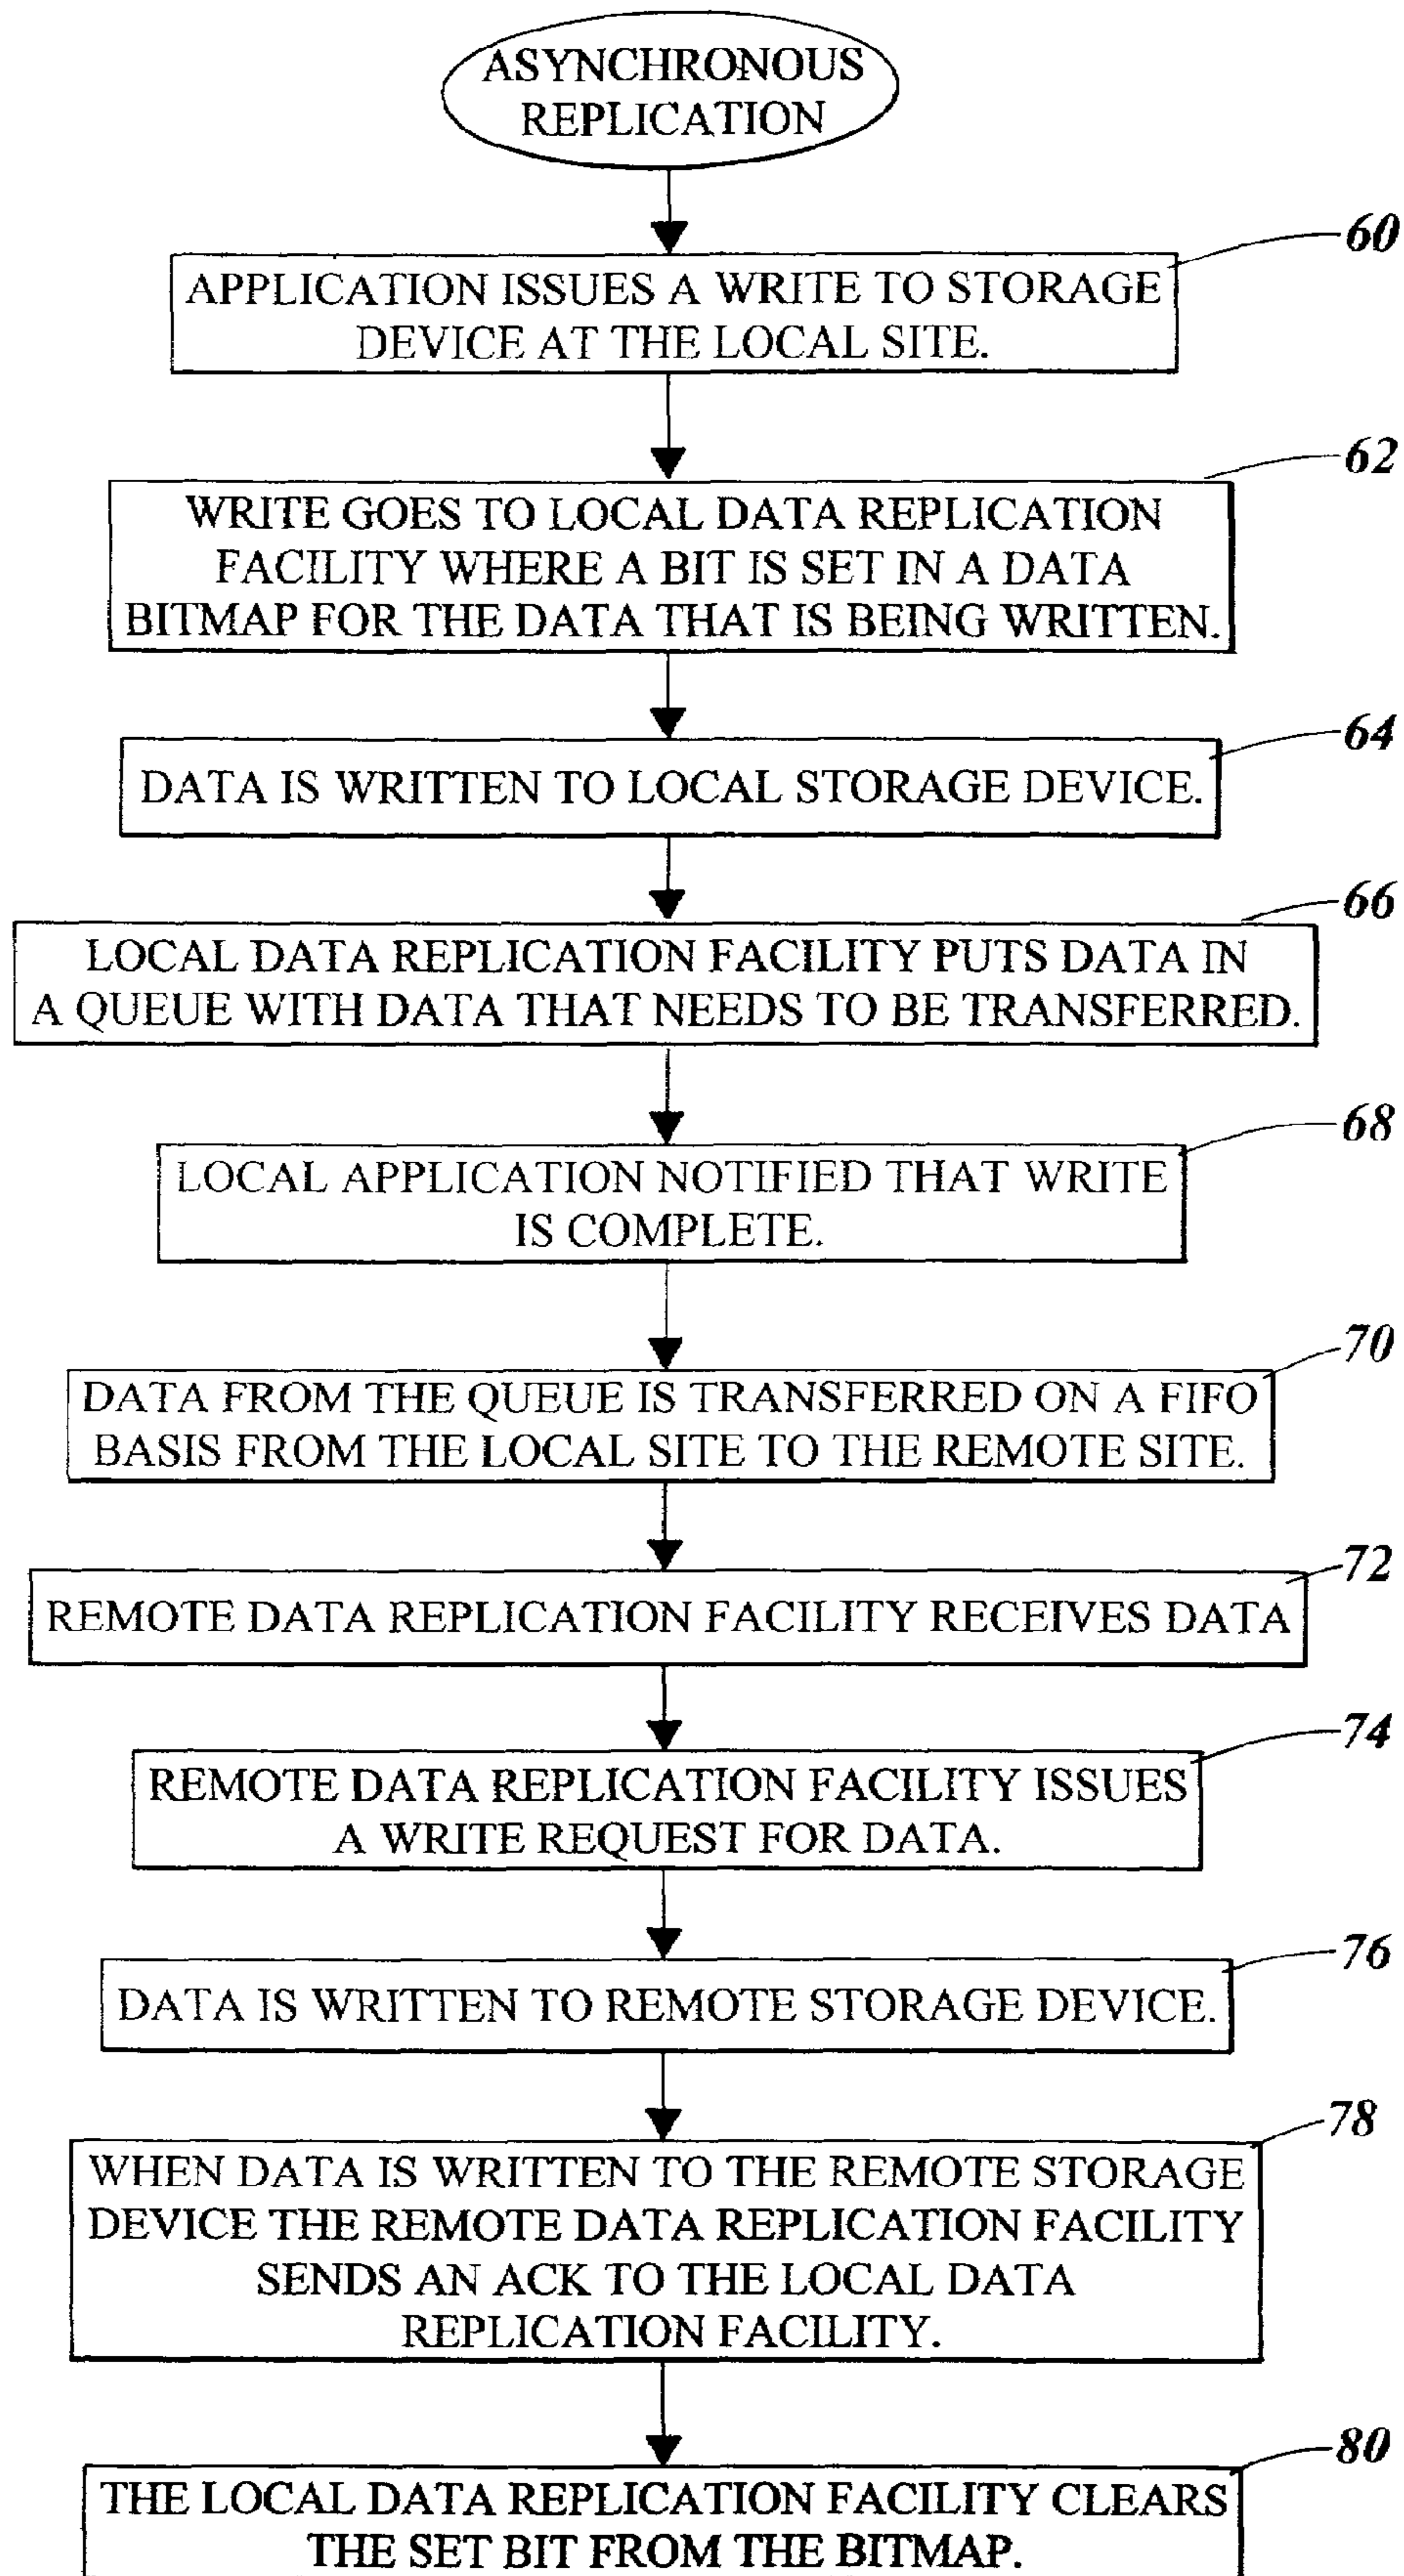 ASYNCHRONOUS
REPLICATION
60
APPLICATION ISSUES A WRITE TO STORAGE
DEVICE AT THE LOCAL SITE.
62
WRITE GOES TO LOCAL DATA REPLICATION
FACILITY WHERE A BIT IS SET IN A DATA
BITMAP FOR THE DATA THAT IS BEING WRITTEN.
64
DATA IS WRITTEN TO LOCAL STORAGE DEVICE.
66
LOCAL DATA REPLICATION FACILITY PUTS DATA IN
A QUEUE WITH DATA THAT NEEDS TO BE TRANSFERRED.
68
LOCAL APPLICATION NOTIFIED THAT WRITE
IS COMPLETE.
70
DATA FROM THE QUEUE IS TRANSFERRED ON A FIFO
BASIS FROM THE LOCAL SITE TO THE REMOTE SITE.
72
REMOTE DATA REPLICATION FACILITY RECEIVES DATA
74
REMOTE DATA REPLICATION FACILITY ISSUES
A WRITE REQUEST FOR DATA.
76
DATA IS WRITTEN TO REMOTE STORAGE DEVICE.
78
WHEN DATA IS WRITTEN TO THE REMOTE STORAGE
DEVICE THE REMOTE DATA REPLICATION FACILITY
SENDS AN ACK TO THE LOCAL DATA
REPLICATION FACILITY.
80
THE LOCAL DATA REPLICATION FACILITY CLEARS
THE SET BIT FROM THE BITMAP.